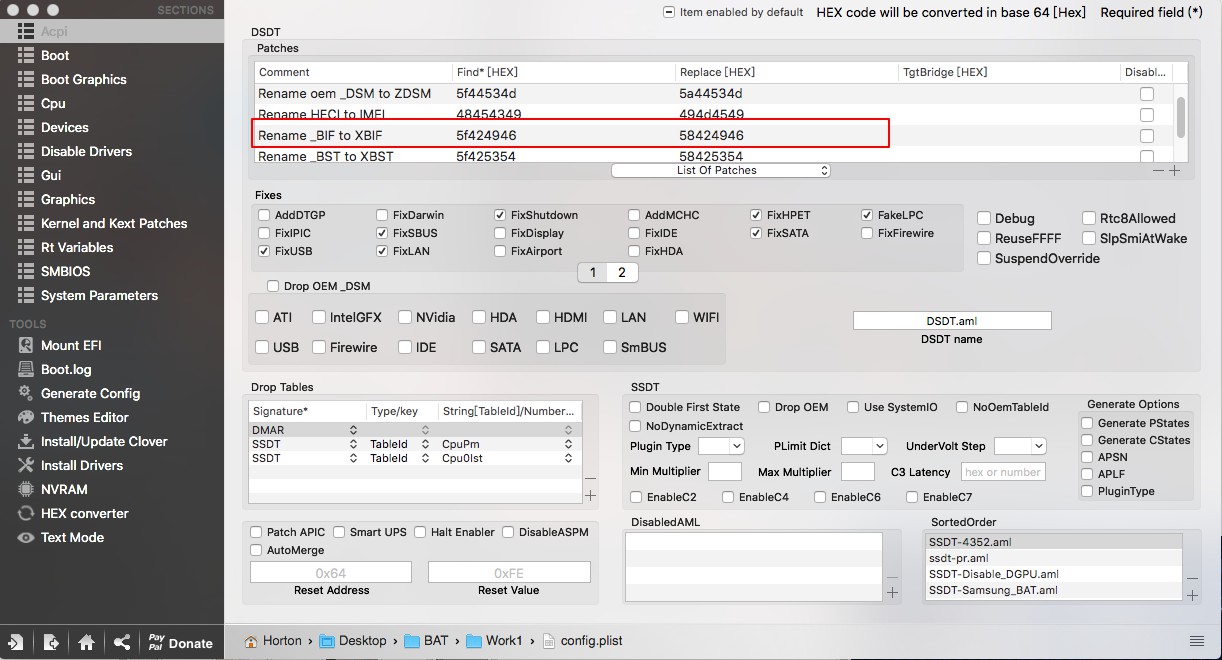 SECTIONS
Acpi
Boot
Boot Graphics
Cpu
Devices
Disable Drivers
Gui
Graphics
Kernel and Kext Patches
Rt Variables
SMBIOS
System Parameters
TOOLS
Mount EFI
Boot.log
Generate Config
Themes Editor
Install/Update Clover
Install Drivers
NVRAM
HEX converter
Text Mode
Pay Pal Donate
Item enabled by default HEX code will be converted in base 64 [Hex] Required field (*)
DSDT
Patches
Comment Find* [HEX] Replace [HEX] TgtBridge [HEX] Disabl...
Rename oem _DSM to ZDSM 5f44534d 5a44534d
Rename HECI to IMEI 48454349 494d4549
Rename _BIF to XBIF 5f424946 58424946
Rename _BST to XBST 5f425354 58425354
List Of Patches
Fixes
AddDTGP FixDarwin FixShutdown AddMCHC FixHPET FakeLPC
FixIPIC FixSBUS FixDisplay FixIDE FixSATA FixFirewire
FixUSB FixLAN FixAirport FixHDA
Debug Rtc8Allowed
ReuseFFFF SlpSmiAtWake
SuspendOverride
1 2
Drop OEM _DSM
ATI IntelGFX NVidia HDA HDMI LAN WIFI
USB Firewire IDE SATA LPC SmBUS
DSDT.aml
DSDT name
Drop Tables
Signature* Type/key String[TableId]/Number...
DMAR
SSDT TableId CpuPm
SSDT TableId Cpu0Ist
SSDT
Double First State Drop OEM Use SystemIO NoOemTableId
NoDynamicExtract
Plugin Type PLimit Dict UnderVolt Step
Min Multiplier Max Multiplier C3 Latency hex or number
EnableC2 EnableC4 EnableC6 EnableC7
Generate Options
Generate PStates
Generate CStates
APSN
APLF
PluginType
Patch APIC Smart UPS Halt Enabler DisableASPM
AutoMerge
0x64 0xFE
Reset Address Reset Value
DisabledAML
SortedOrder
SSDT-4352.aml
ssdt-pr.aml
SSDT-Disable_DGPU.aml
SSDT-Samsung_BAT.aml
Horton › Desktop › BAT › Work1 › config.plist